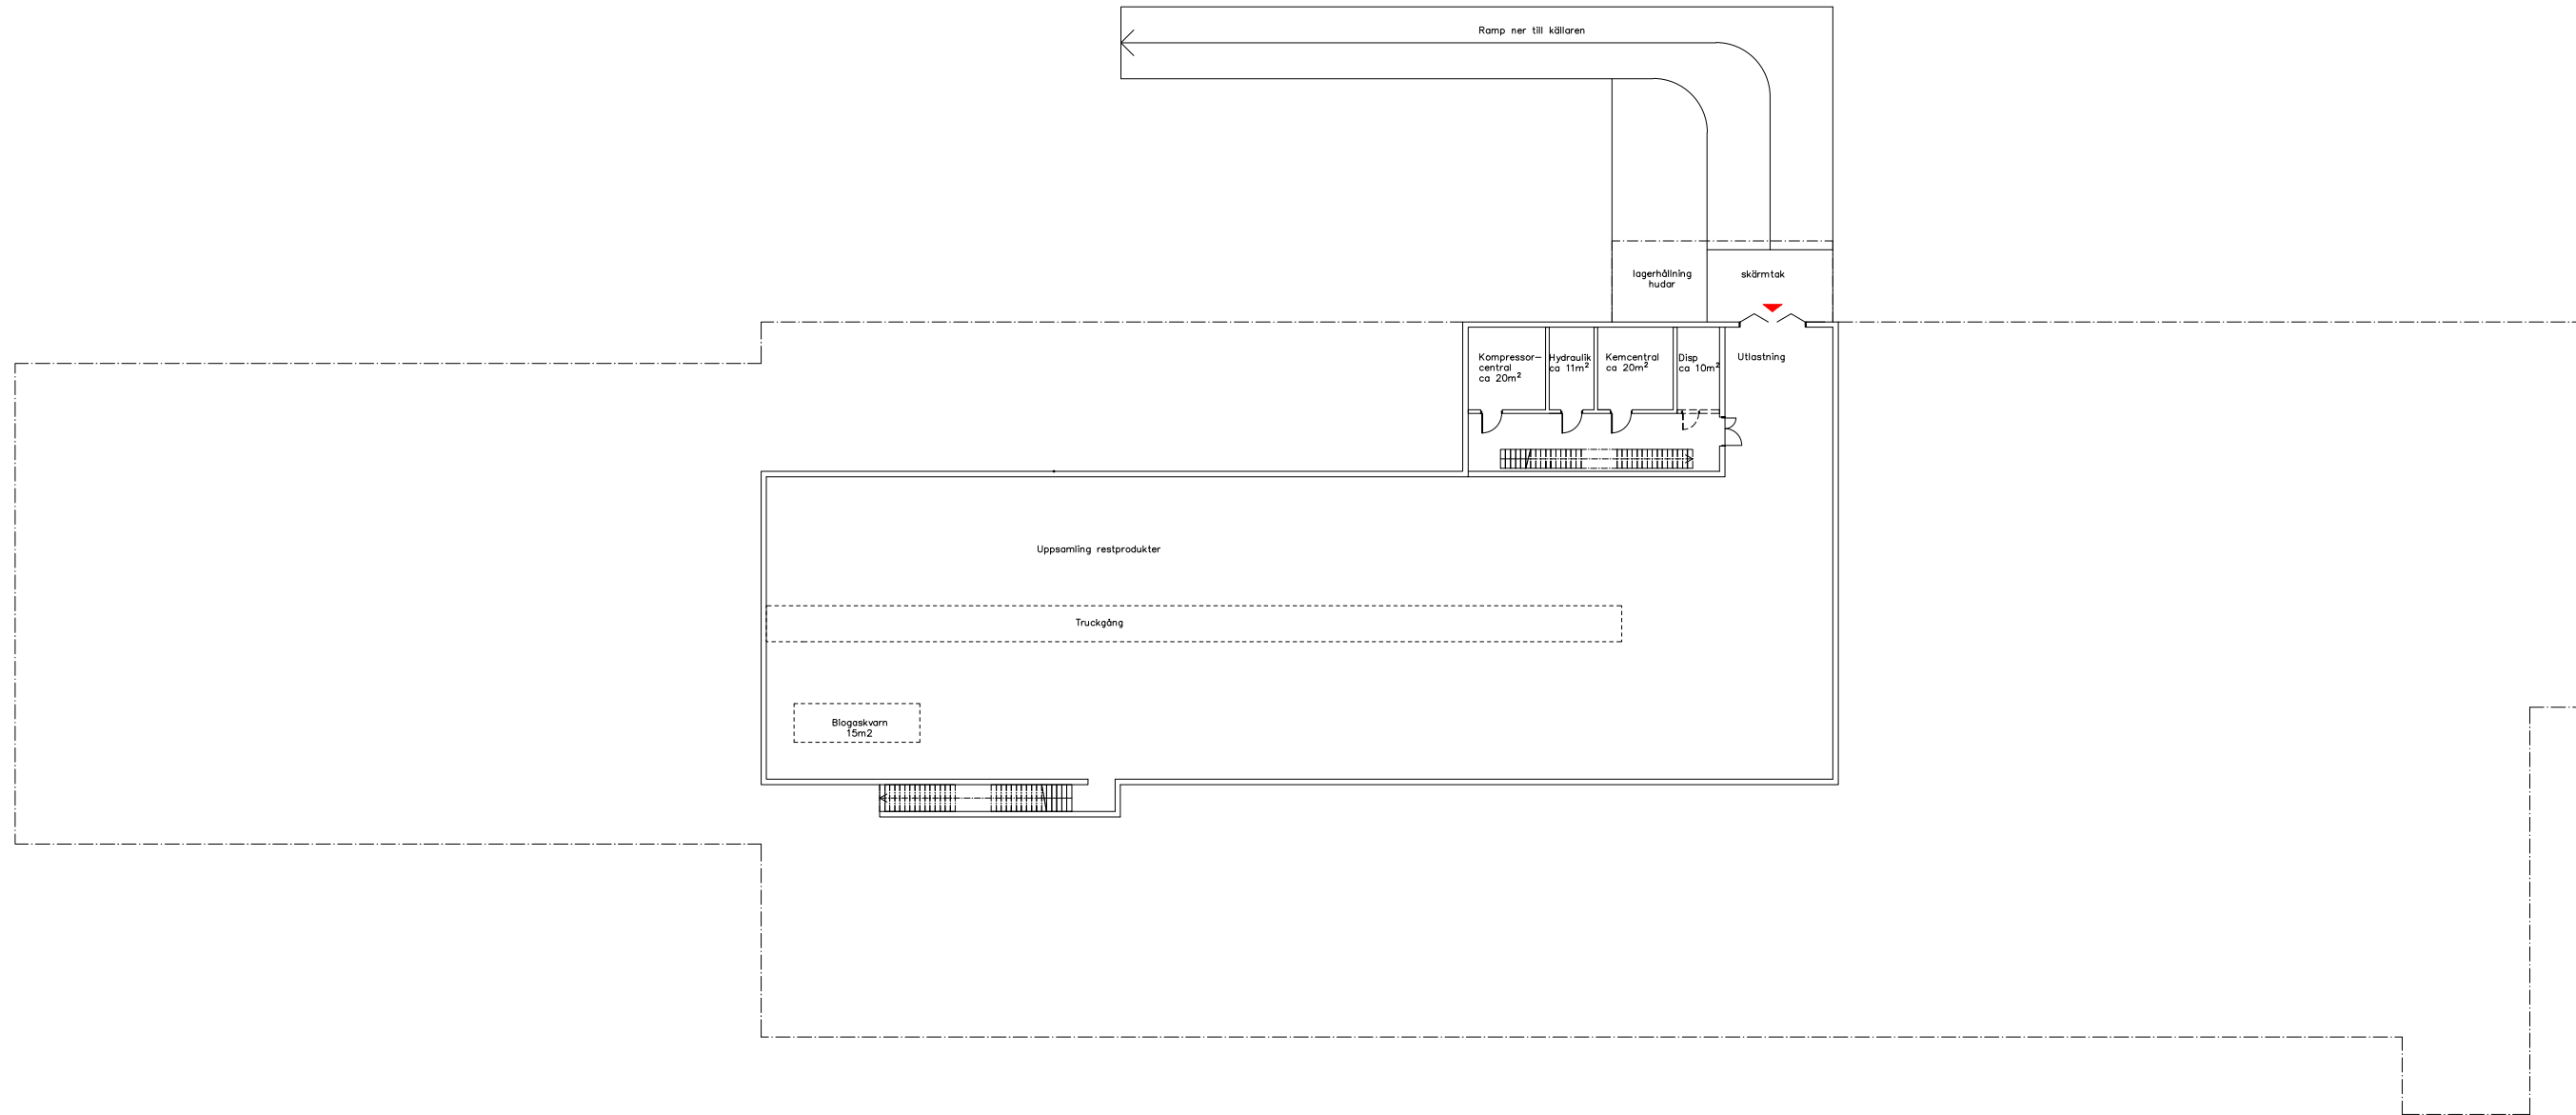 Ramp ner till källaren
lagerhållning
hudar
skärmtak
Kompressor-
central
ca 20m²
Hydraulik
ca 11m²
Kemcentral
ca 20m²
Disp
ca 10m²
Utlastning
Uppsamling restprodukter
Truckgång
Biogaskvarn
15m2